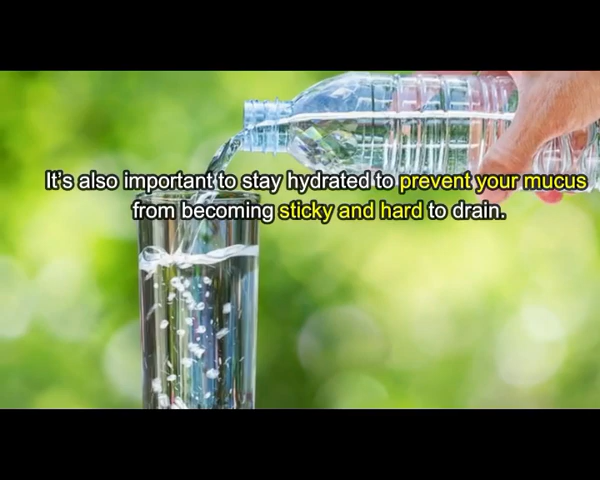 It's also important to stay hydrated to prevent your mucus
from becoming sticky and hard to drain.